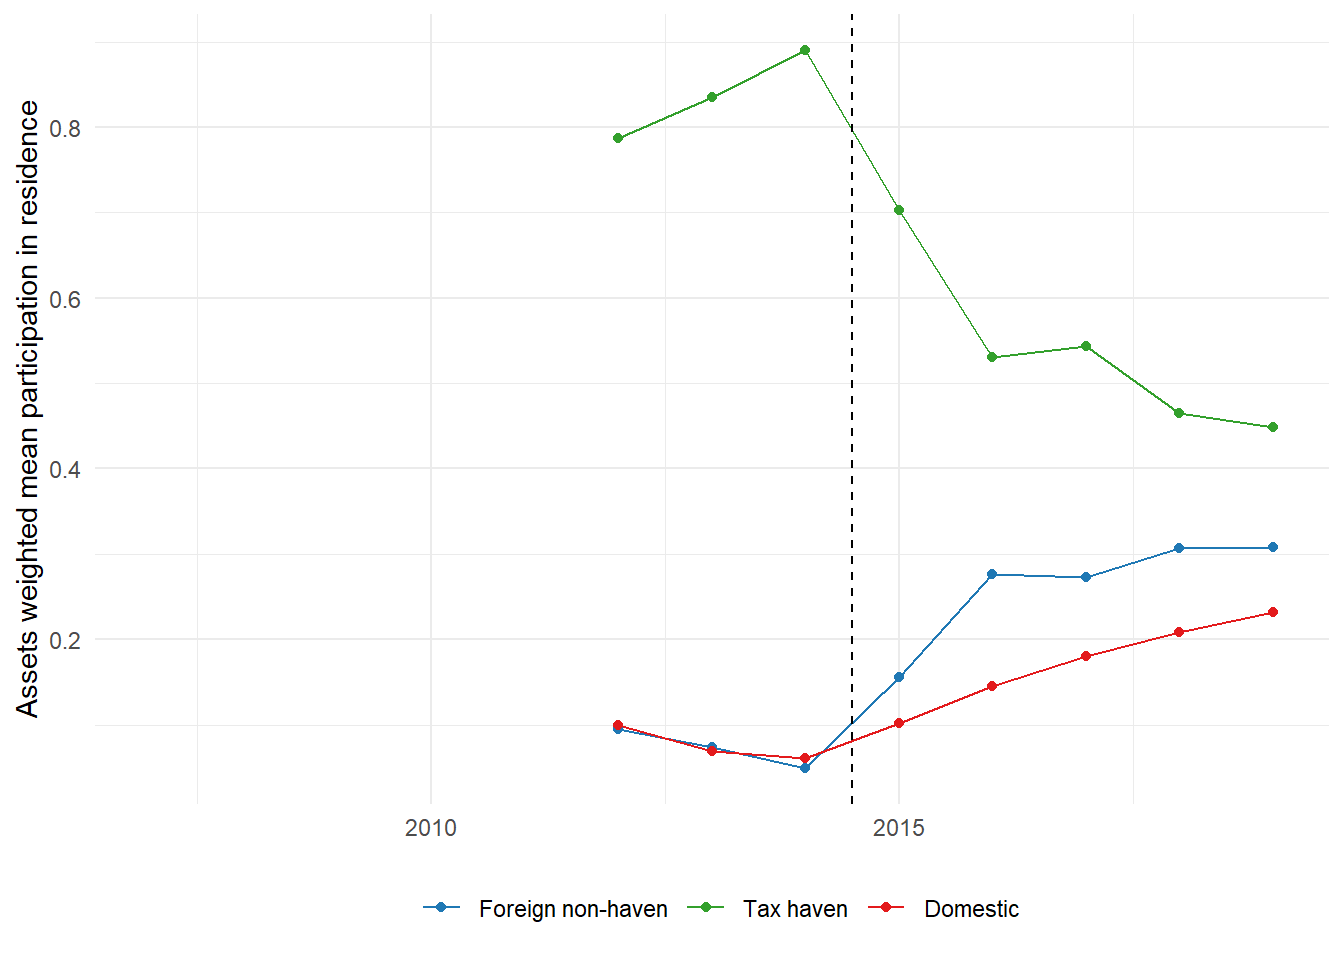 Assets weighted mean participation in residence
0.8
0.6
0.4
0.2
2010 2015
Foreign non-haven Tax haven Domestic